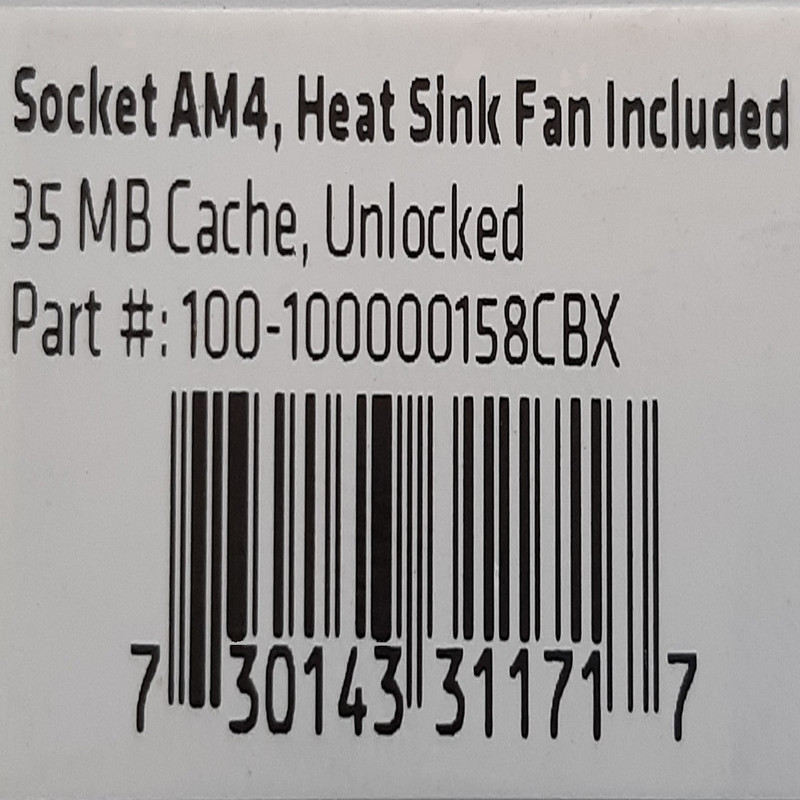 Socket AM4, Heat Sink Fan Included
35 MB Cache, Unlocked
Part #: 100-100000158CBX
7 30143 31171 7